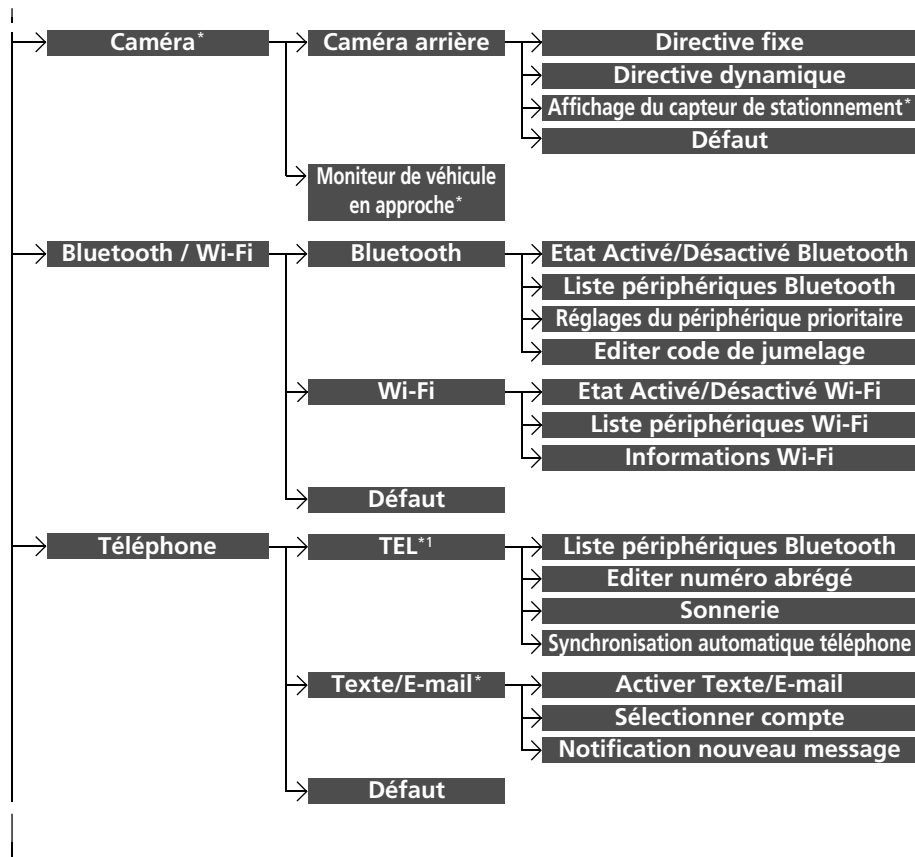 Caméra*
Caméra arrière
Directive fixe
Directive dynamique
Affichage du capteur de stationnement*
Défaut
Moniteur de véhicule
en approche*
Bluetooth / Wi-Fi
Bluetooth
Etat Activé/Désactivé Bluetooth
Liste périphériques Bluetooth
Réglages du périphérique prioritaire
Editer code de jumelage
Wi-Fi
Etat Activé/Désactivé Wi-Fi
Liste périphériques Wi-Fi
Informations Wi-Fi
Défaut
Téléphone
TEL*1
Liste périphériques Bluetooth
Editer numéro abrégé
Sonnerie
Synchronisation automatique téléphone
Texte/E-mail*
Activer Texte/E-mail
Sélectionner compte
Notification nouveau message
Défaut